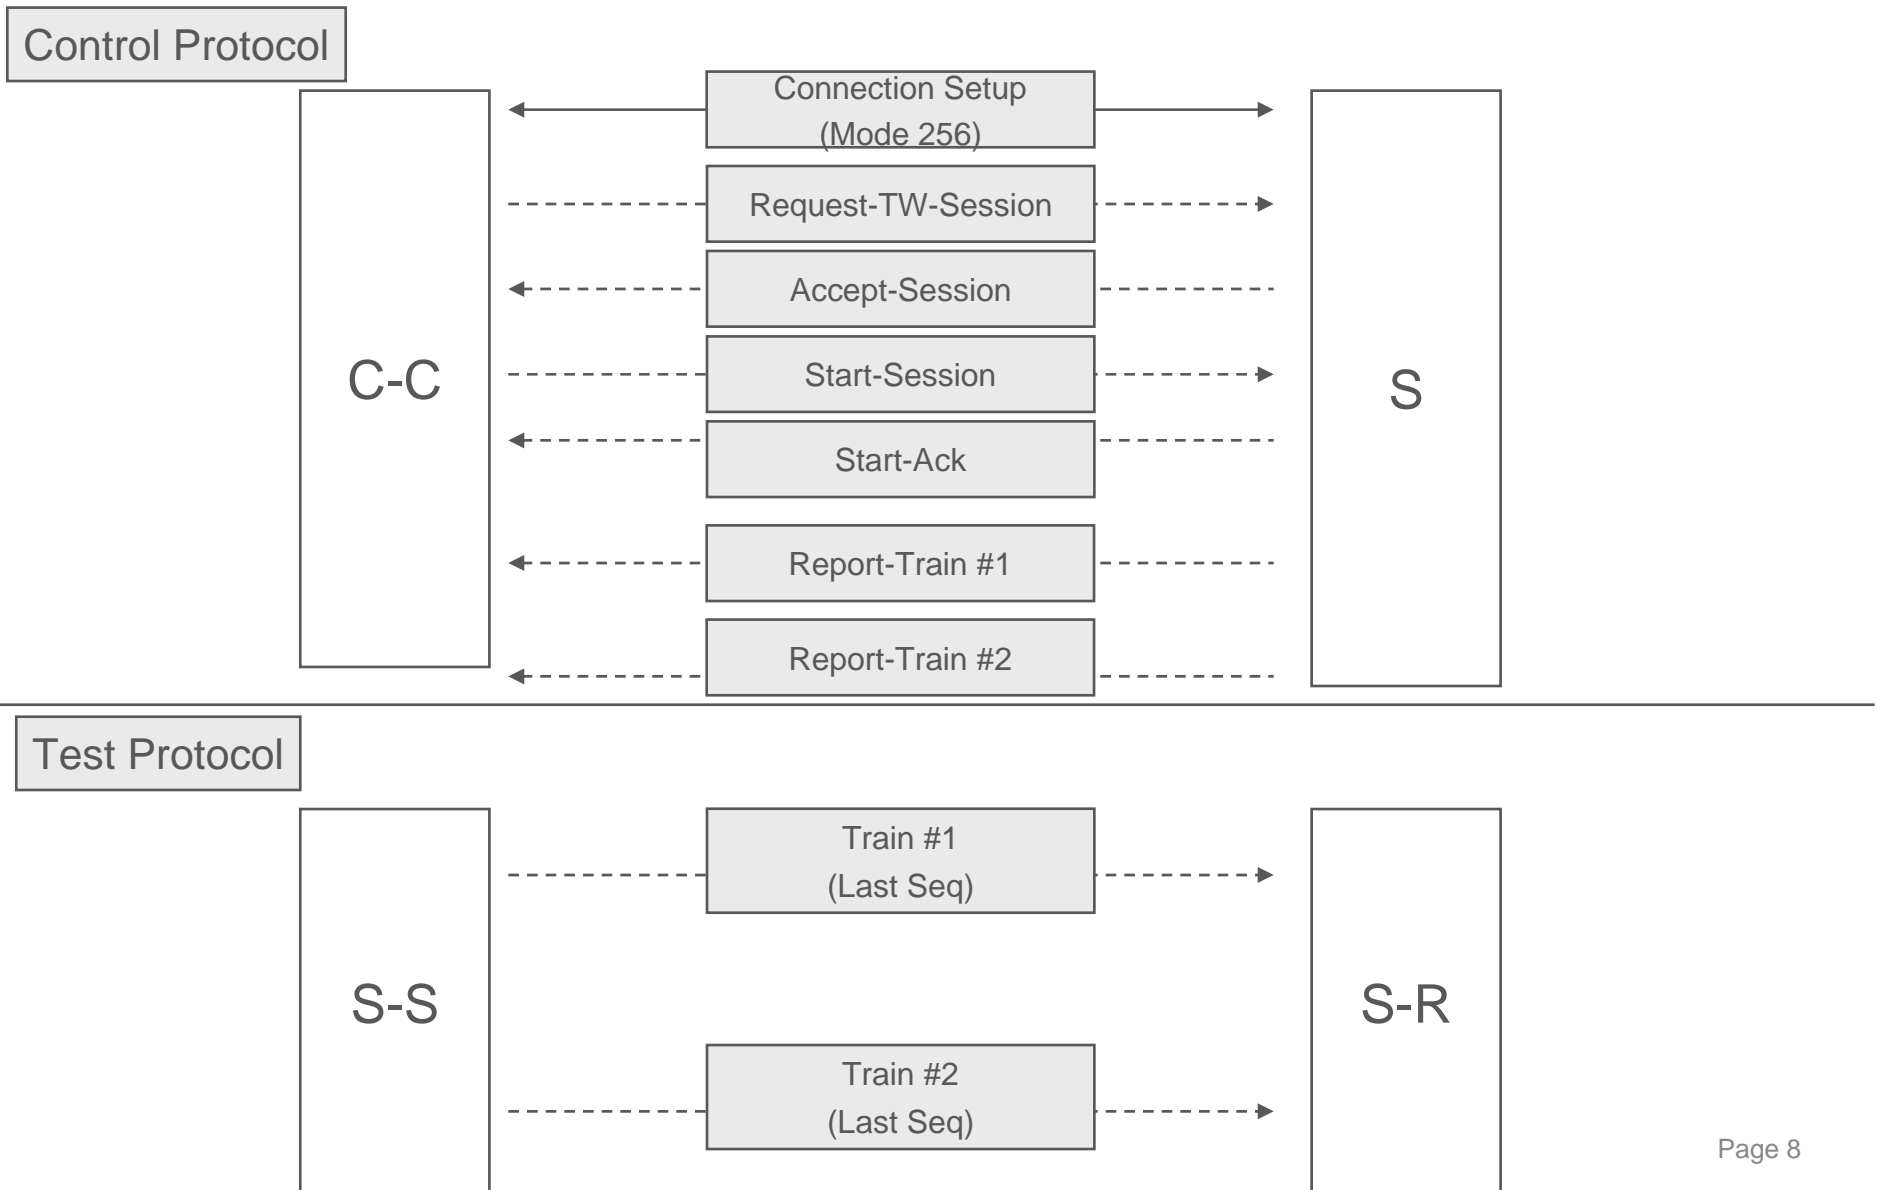 Control Protocol
Connection Setup
(Mode 256)
Request-TW-Session
Accept-Session
C-C
Start-Session
S
Start-Ack
Report-Train #1
Report-Train #2
Test Protocol
Train #1
(Last Seq)
S-S
S-R
Train #2
(Last Seq)
Page 8